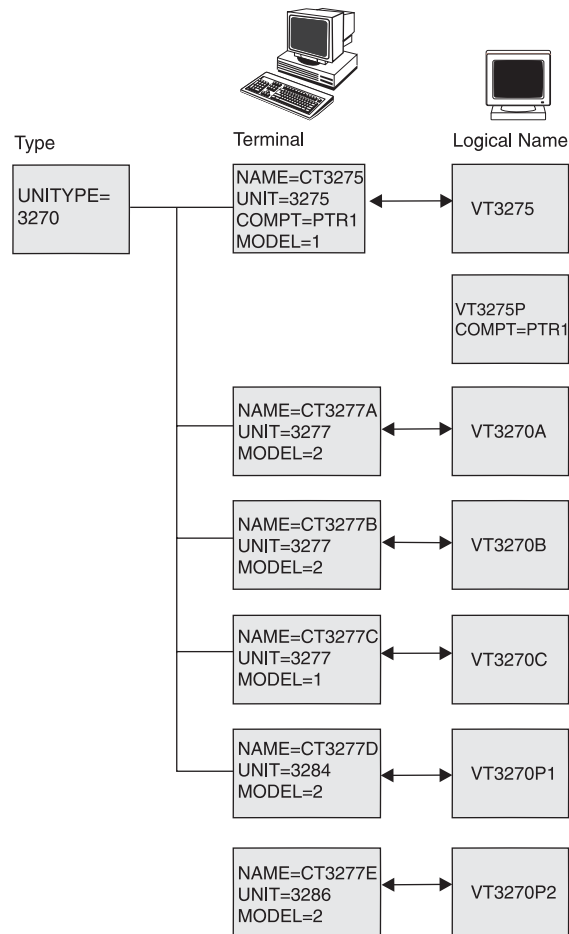 Type
Terminal
Logical Name
UNITYPE=
3270
NAME=CT3275
UNIT=3275
COMPT=PTR1
MODEL=1
VT3275
VT3275P
COMPT=PTR1
NAME=CT3277A
UNIT=3277
MODEL=2
VT3270A
NAME=CT3277B
UNIT=3277
MODEL=2
VT3270B
NAME=CT3277C
UNIT=3277
MODEL=1
VT3270C
NAME=CT3277D
UNIT=3284
MODEL=2
VT3270P1
NAME=CT3277E
UNIT=3286
MODEL=2
VT3270P2